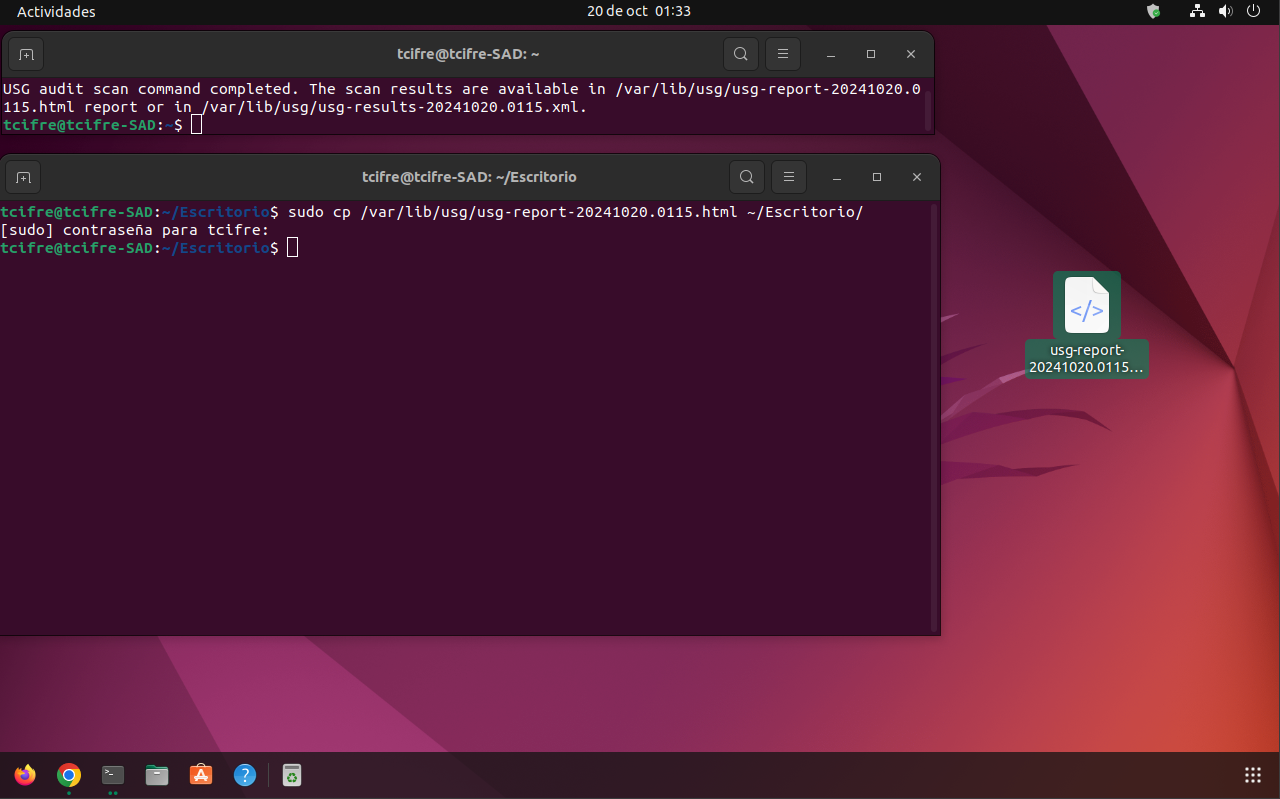 Actividades
20 de oct 01:33
tcifre@tcifre-SAD: ~
USG audit scan command completed. The scan results are available in /var/lib/usg/usg-report-20241020.0
115.html report or in /var/lib/usg/usg-results-20241020.0115.xml.
tcifre@tcifre-SAD:~$
tcifre@tcifre-SAD: ~/Escritorio
tcifre@tcifre-SAD:~/Escritorio$ sudo cp /var/lib/usg/usg-report-20241020.0115.html ~/Escritorio/
[sudo] contraseña para tcifre:
tcifre@tcifre-SAD:~/Escritorio$
</>
usg-report-
20241020.0115...